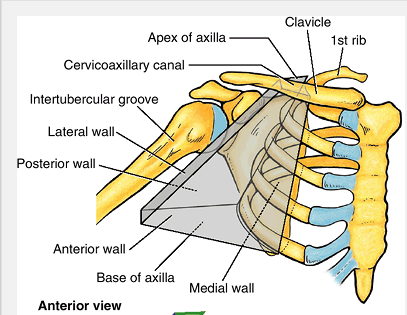 Clavicle
Apex of axilla
1st rib
Cervicoaxillary canal
Intertubercular groove
Lateral wall
Posterior wall
Anterior wall
Base of axilla
Medial wall
Anterior view